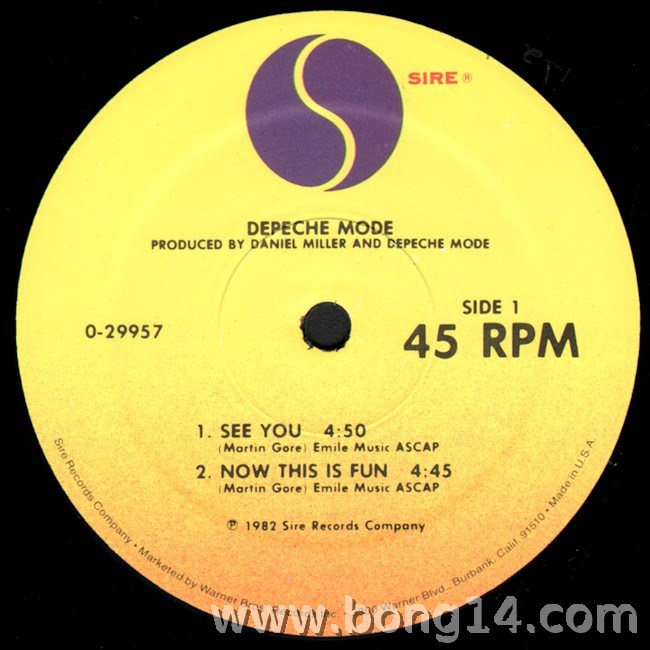 SIRE ®
DEPECHE MODE
PRODUCED BY DANIEL MILLER AND DEPECHE MODE
0-29957
SIDE 1
45 RPM
1. SEE YOU 4:50
(Martin Gore) Emile Music ASCAP
2. NOW THIS IS FUN 4:45
(Martin Gore) Emile Music ASCAP
℗ 1982 Sire Records Company
Sire Records Company • Marketed by Warner Bros. Records Inc. • Warner Blvd., Burbank, Calif. 91510 • Made in U.S.A.
www.bong14.com